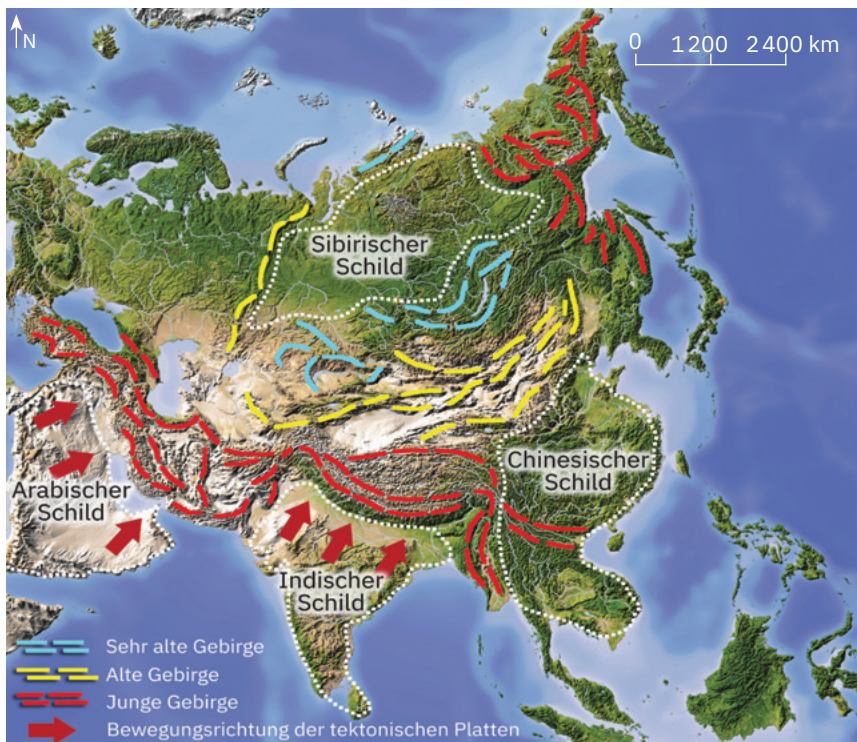 N
0 1200 2400 km
Sibirischer
Schild
Chinesischer
Schild
Arabischer
Schild
Indischer
Schild
Sehr alte Gebirge
Alte Gebirge
Junge Gebirge
Bewegungsrichtung der tektonischen Platten